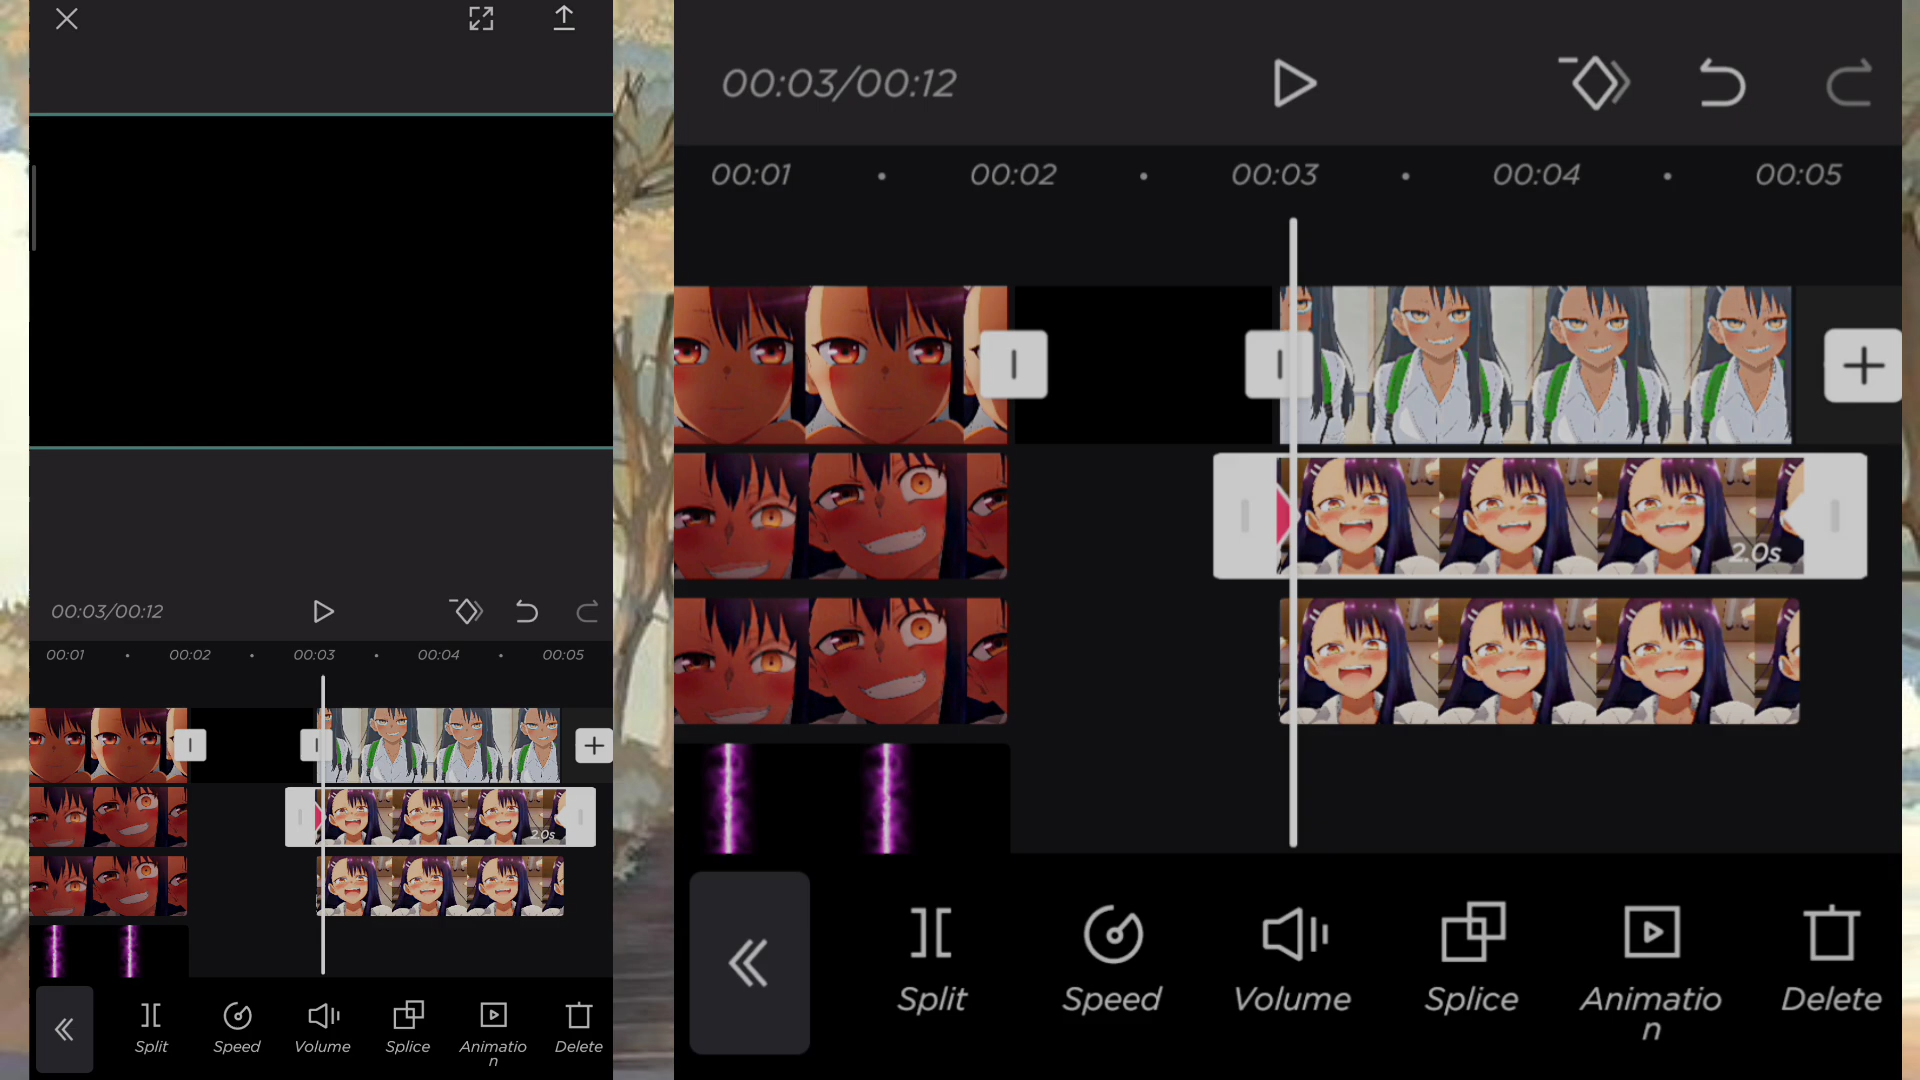 00:03/00:12
00:01 • 00:02 • 00:03 • 00:04 • 00:05
2.0s
Split Speed Volume Splice Animatio Delete
n
00:03/00:12
00:01 • 00:02 • 00:03 • 00:04 • 00:05
2.0s
Split Speed Volume Splice Animatio Delete
n